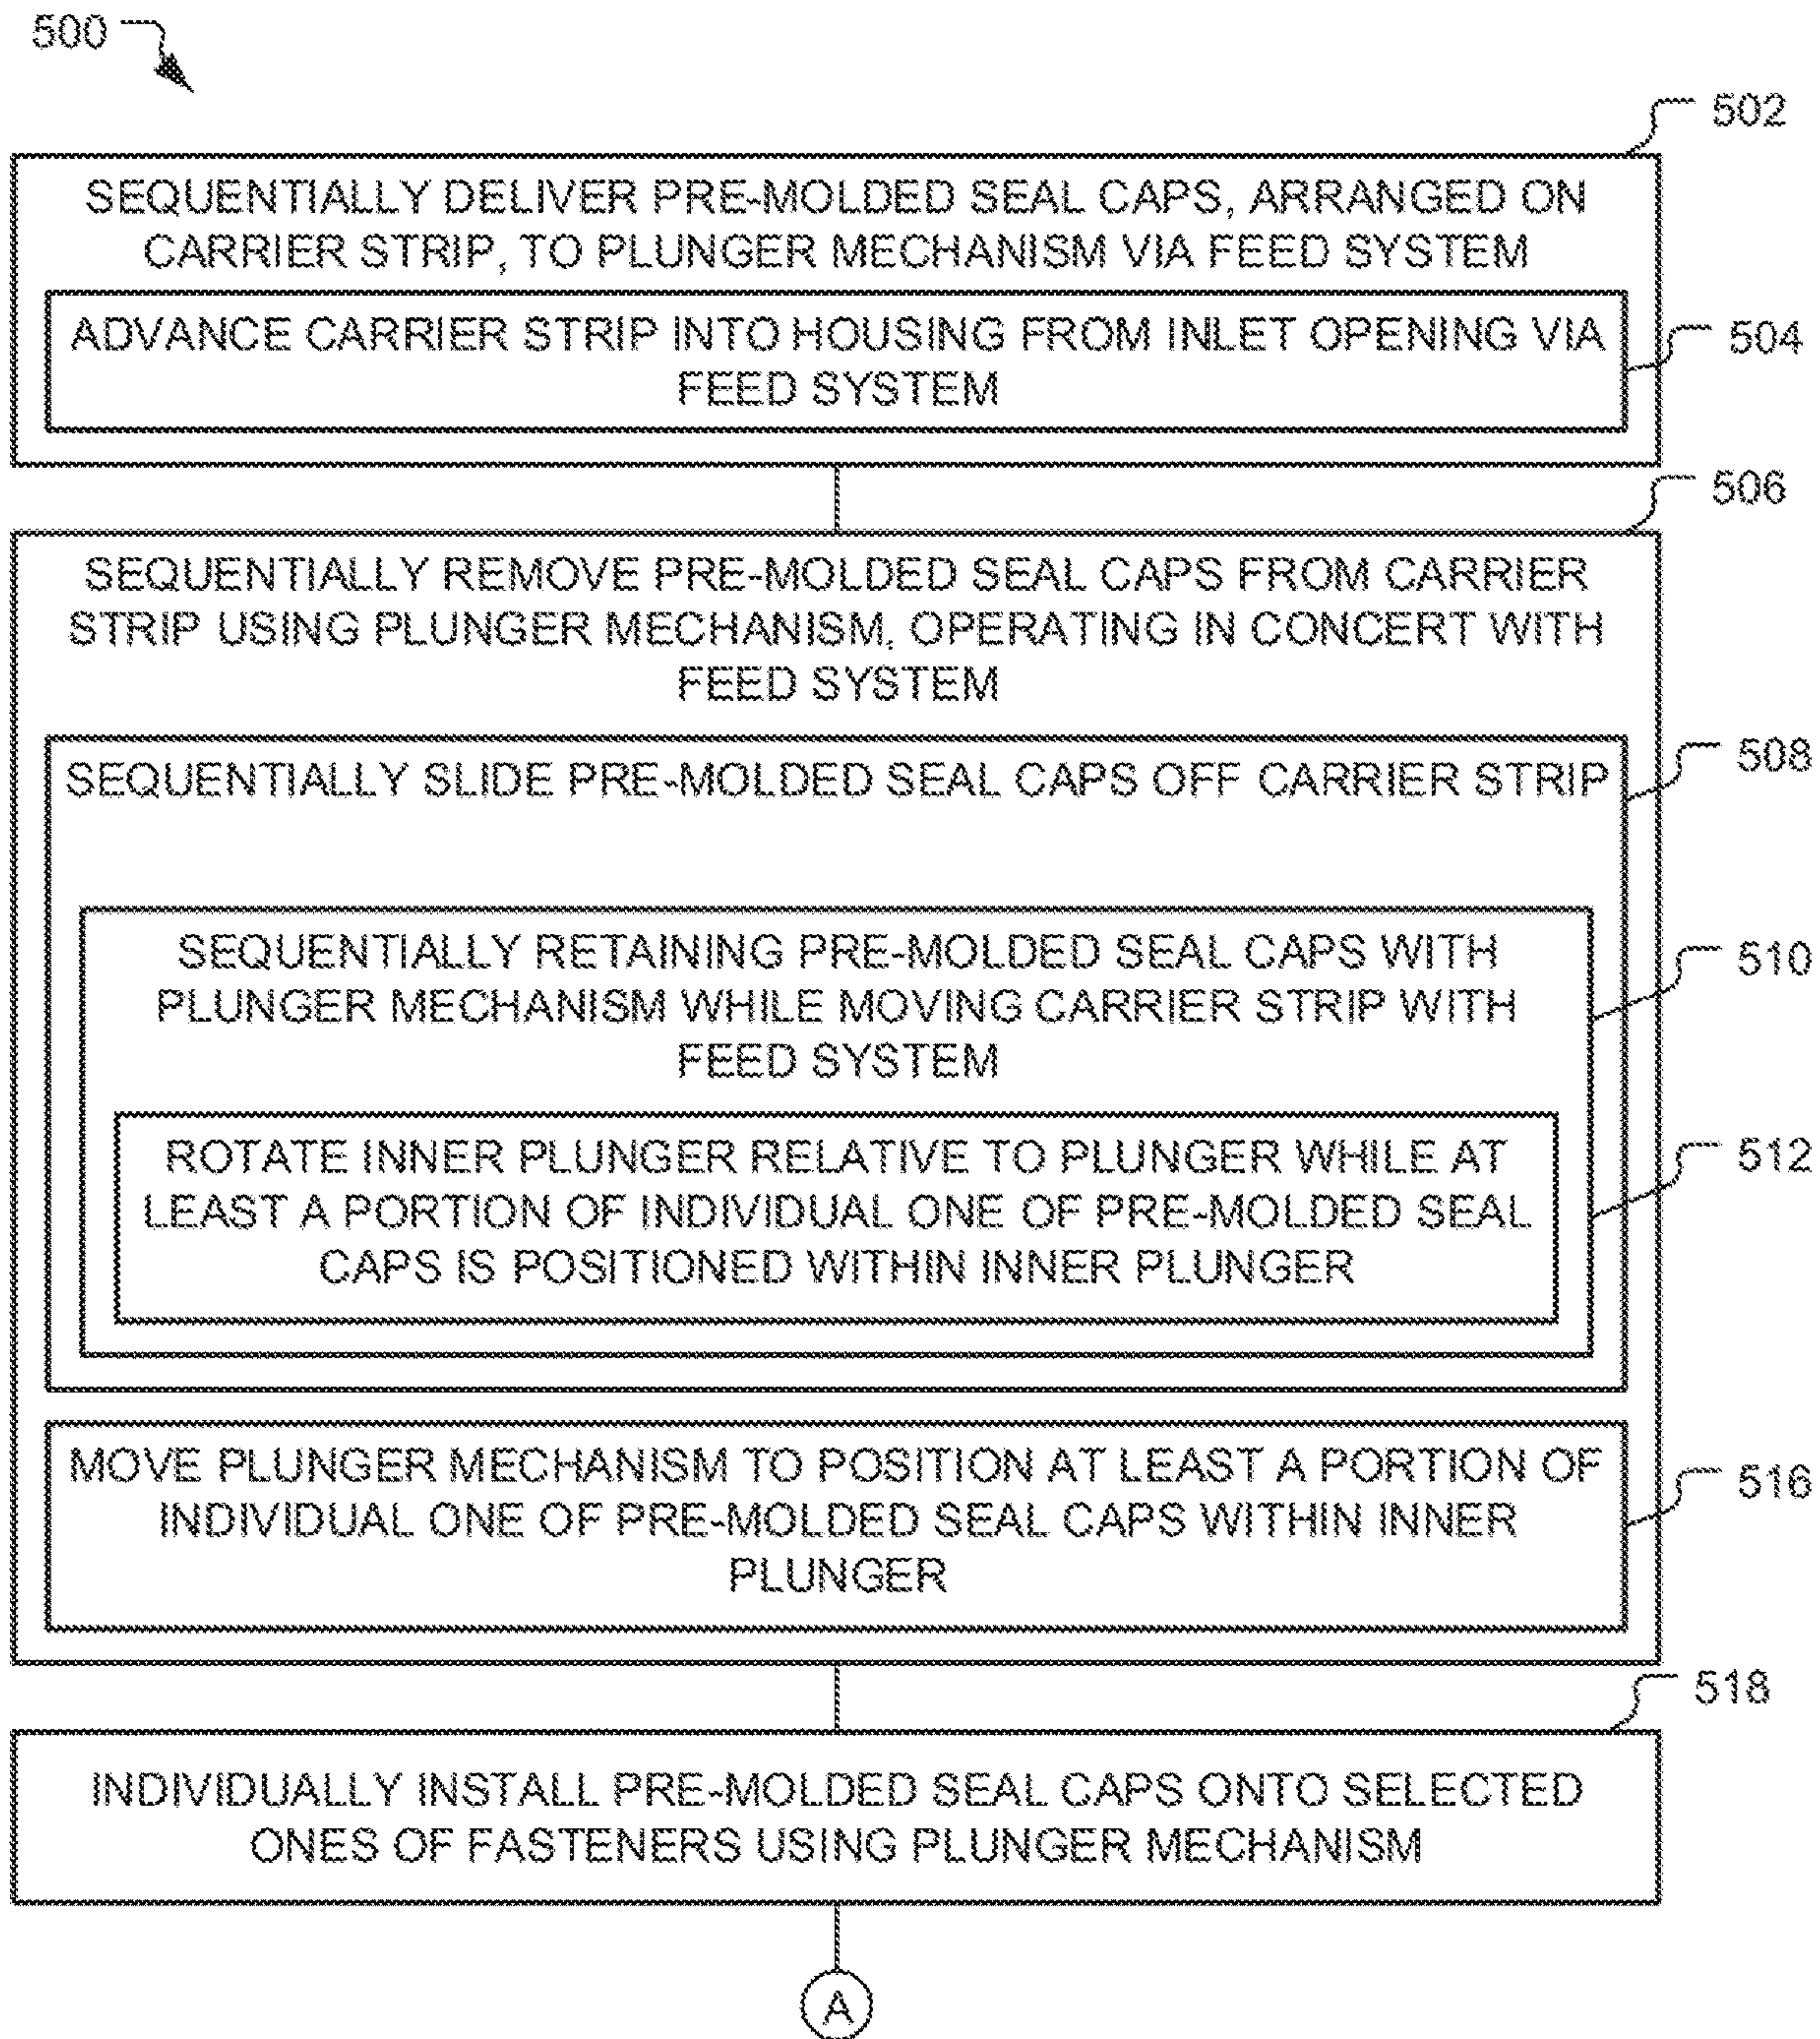 500
502
SEQUENTIALLY DELIVER PRE-MOLDED SEAL CAPS, ARRANGED ON
CARRIER STRIP, TO PLUNGER MECHANISM VIA FEED SYSTEM
ADVANCE CARRIER STRIP INTO HOUSING FROM INLET OPENING VIA
FEED SYSTEM
504
506
SEQUENTIALLY REMOVE PRE-MOLDED SEAL CAPS FROM CARRIER
STRIP USING PLUNGER MECHANISM, OPERATING IN CONCERT WITH
FEED SYSTEM
508
SEQUENTIALLY SLIDE PRE-MOLDED SEAL CAPS OFF CARRIER STRIP
SEQUENTIALLY RETAINING PRE-MOLDED SEAL CAPS WITH
PLUNGER MECHANISM WHILE MOVING CARRIER STRIP WITH
FEED SYSTEM
510
ROTATE INNER PLUNGER RELATIVE TO PLUNGER WHILE AT
LEAST A PORTION OF INDIVIDUAL ONE OF PRE-MOLDED SEAL
CAPS IS POSITIONED WITHIN INNER PLUNGER
512
MOVE PLUNGER MECHANISM TO POSITION AT LEAST A PORTION OF
INDIVIDUAL ONE OF PRE-MOLDED SEAL CAPS WITHIN INNER
PLUNGER
516
518
INDIVIDUALLY INSTALL PRE-MOLDED SEAL CAPS ONTO SELECTED
ONES OF FASTENERS USING PLUNGER MECHANISM
A